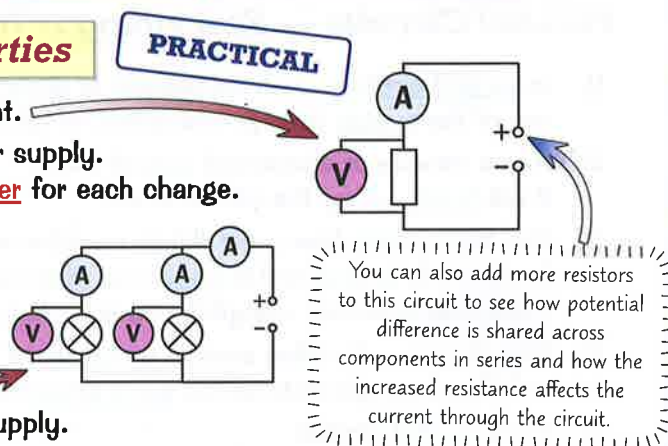 rties
PRACTICAL
nt.
r supply.
er for each change.
A
V
+
-
A
A
A
V
V
+
-
You can also add more resistors
to this circuit to see how potential
difference is shared across
components in series and how the
increased resistance affects the
current through the circuit.
upply.